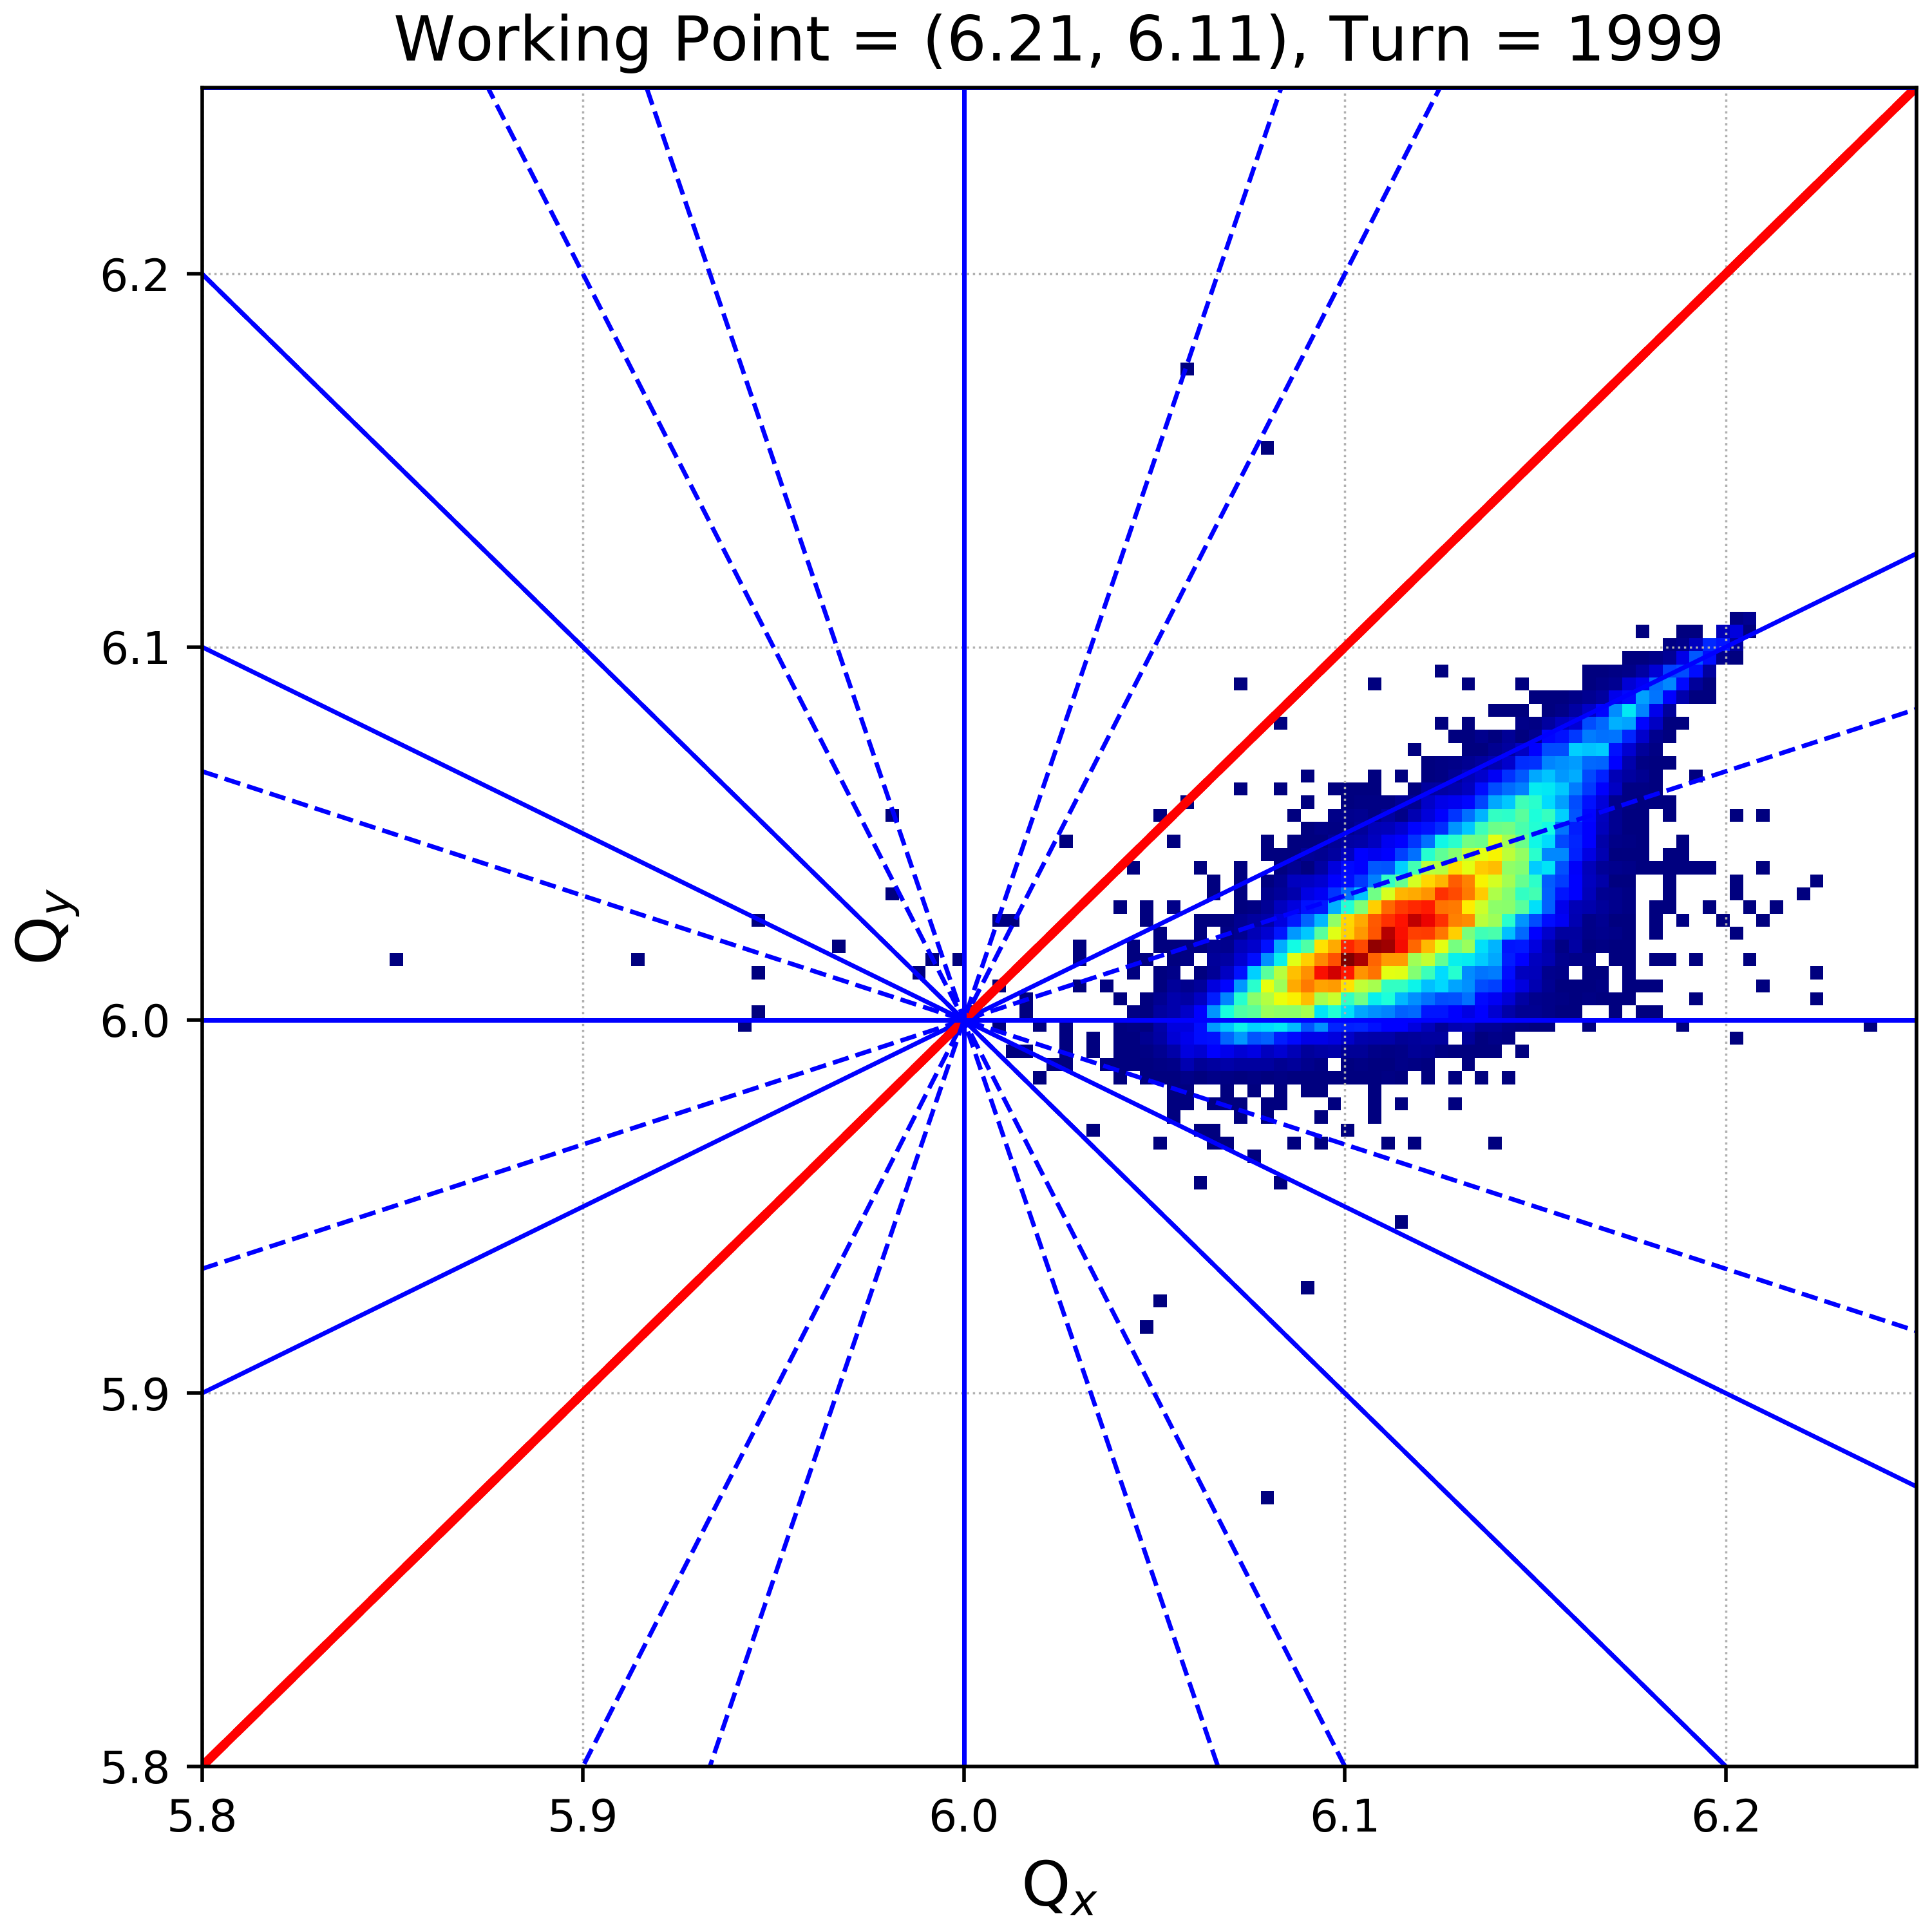 Working Point = (6.21, 6.11), Turn = 1999
6.2
6.1
6.0
5.9
5.8
Qy
5.8 5.9 6.0 6.1 6.2
Qx